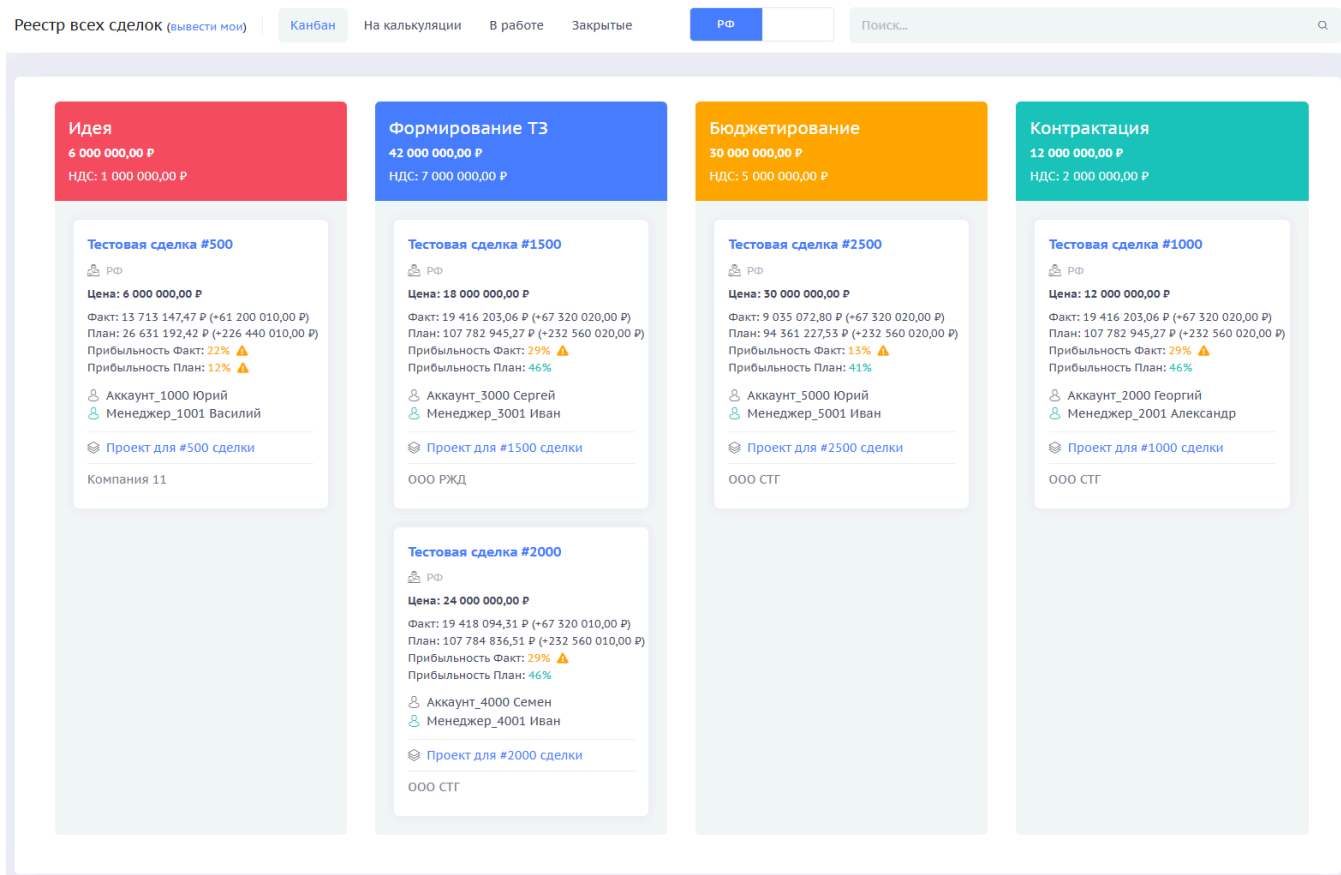 Реестр всех сделок (вывести мои)
Канбан
На калькуляции
В работе
Закрытые
РФ
Поиск...
Идея
6 000 000,00 ₽
НДС: 1 000 000,00 ₽
Тестовая сделка #500
РФ
Цена: 6 000 000,00 ₽
Факт: 13 713 147,47 ₽ (+61 200 010,00 ₽)
План: 26 631 192,42 ₽ (+226 440 010,00 ₽)
Прибыльность Факт: 22%
Прибыльность План: 12%
Аккаунт_1000 Юрий
Менеджер_1001 Василий
Проект для #500 сделки
Компания 11
Формирование ТЗ
42 000 000,00 ₽
НДС: 7 000 000,00 ₽
Тестовая сделка #1500
РФ
Цена: 18 000 000,00 ₽
Факт: 19 416 203,06 ₽ (+67 320 020,00 ₽)
План: 107 782 945,27 ₽ (+232 560 020,00 ₽)
Прибыльность Факт: 29%
Прибыльность План: 46%
Аккаунт_3000 Сергей
Менеджер_3001 Иван
Проект для #1500 сделки
ООО РЖД
Тестовая сделка #2000
РФ
Цена: 24 000 000,00 ₽
Факт: 19 418 094,31 ₽ (+67 320 010,00 ₽)
План: 107 784 836,51 ₽ (+232 560 010,00 ₽)
Прибыльность Факт: 29%
Прибыльность План: 46%
Аккаунт_4000 Семен
Менеджер_4001 Иван
Проект для #2000 сделки
ООО СТГ
Бюджетирование
30 000 000,00 ₽
НДС: 5 000 000,00 ₽
Тестовая сделка #2500
РФ
Цена: 30 000 000,00 ₽
Факт: 9 035 072,80 ₽ (+67 320 020,00 ₽)
План: 94 361 227,53 ₽ (+232 560 020,00 ₽)
Прибыльность Факт: 13%
Прибыльность План: 41%
Аккаунт_5000 Юрий
Менеджер_5001 Иван
Проект для #2500 сделки
ООО СТГ
Контрактация
12 000 000,00 ₽
НДС: 2 000 000,00 ₽
Тестовая сделка #1000
РФ
Цена: 12 000 000,00 ₽
Факт: 19 416 203,06 ₽ (+67 320 020,00 ₽)
План: 107 782 945,27 ₽ (+232 560 020,00 ₽)
Прибыльность Факт: 29%
Прибыльность План: 46%
Аккаунт_2000 Георгий
Менеджер_2001 Александр
Проект для #1000 сделки
ООО СТГ